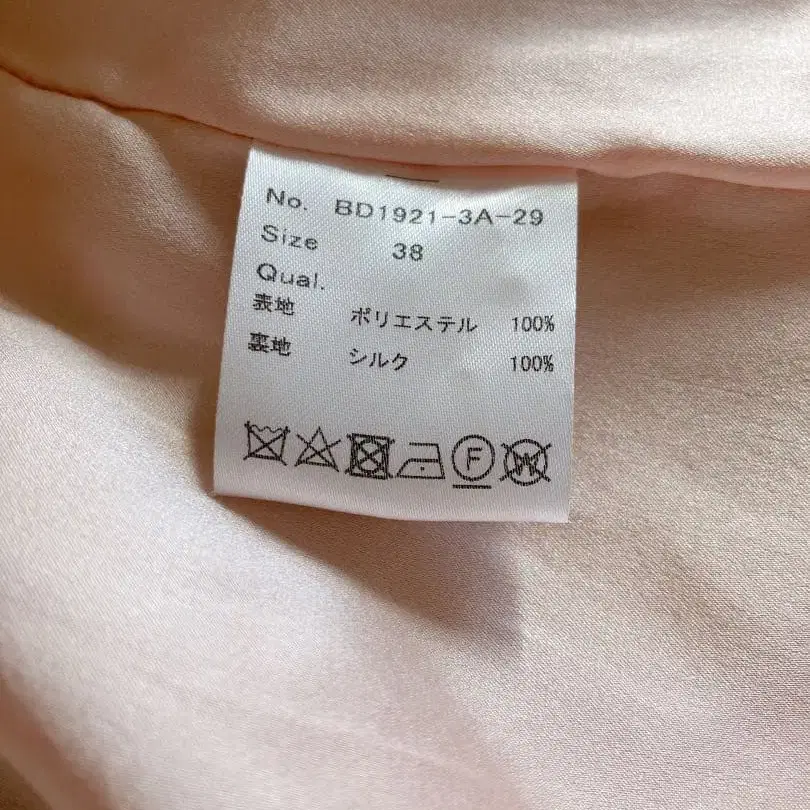 No. BD1921-3A-29
Size 38
Qual.
表地 ポリエステル 100%
裏地 シルク 100%
F W